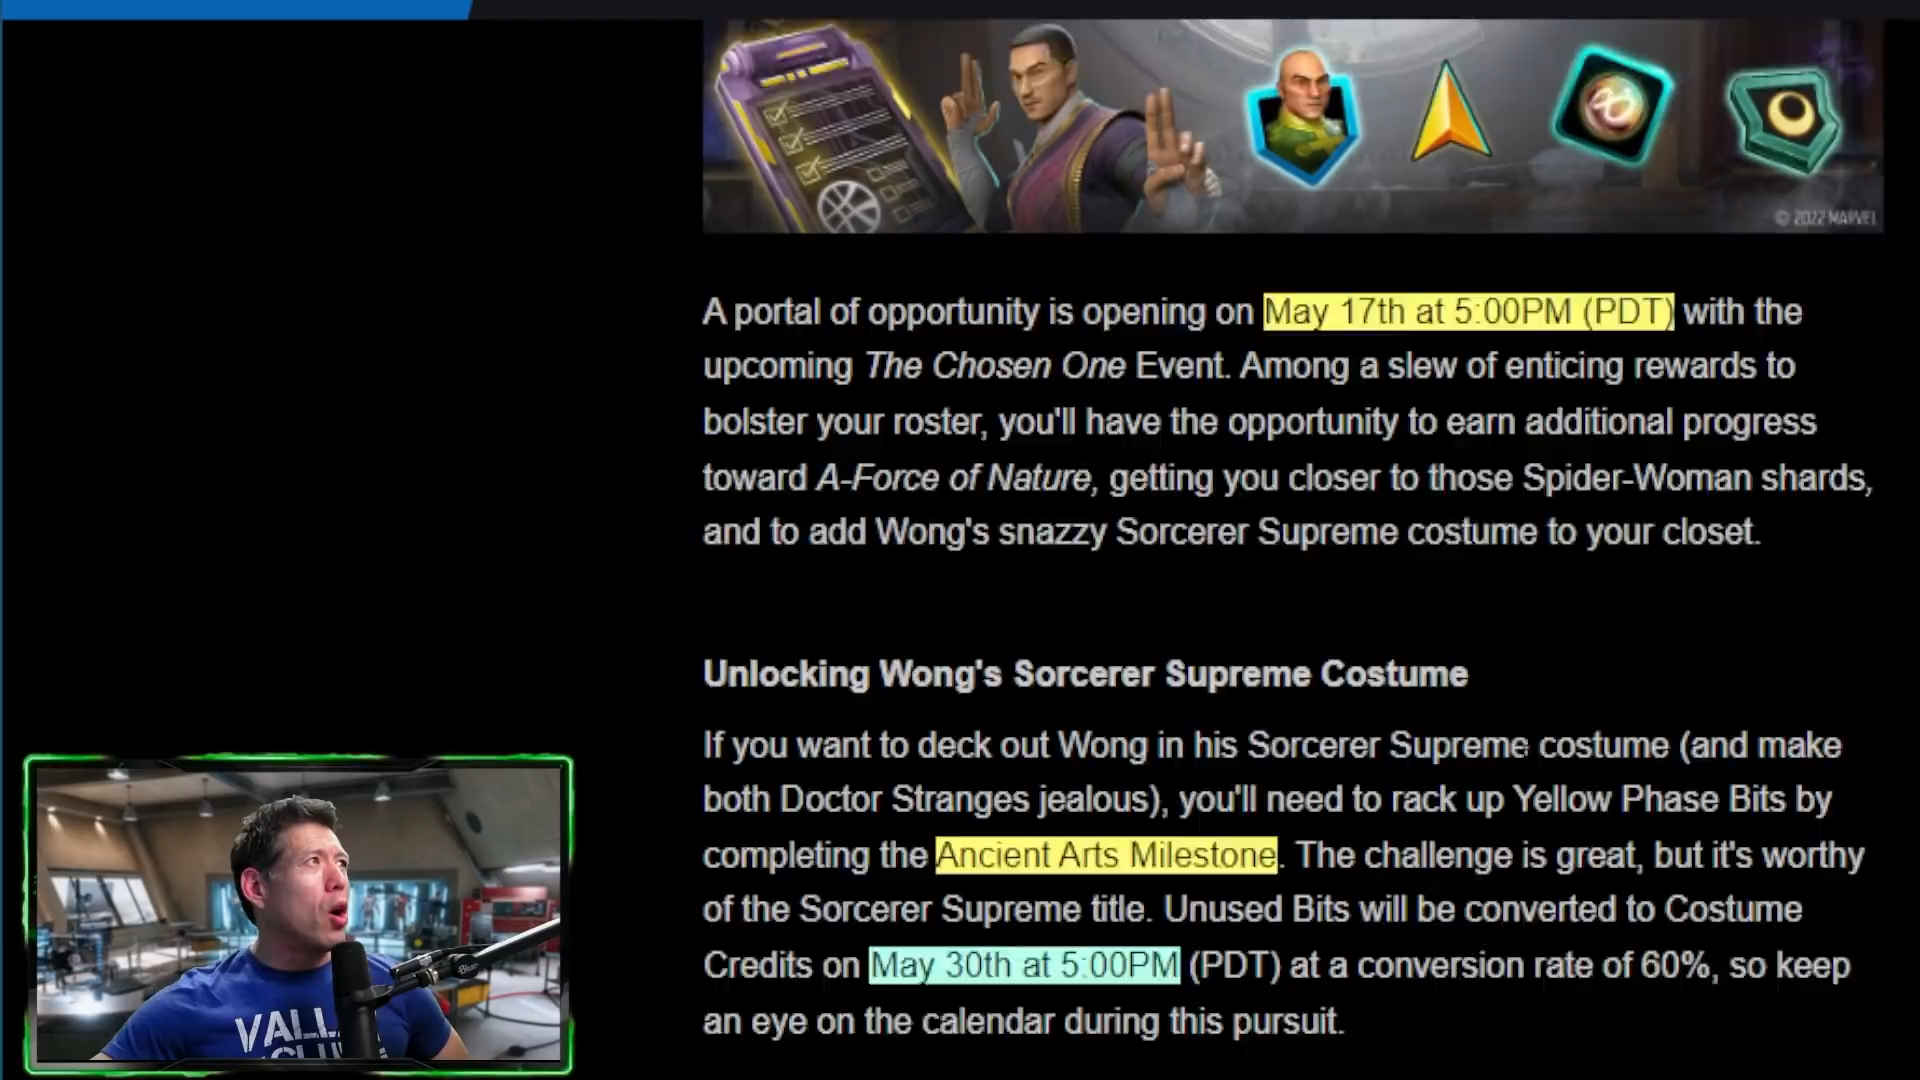 © 2022 MARVEL
A portal of opportunity is opening on May 17th at 5:00PM (PDT) with the
upcoming The Chosen One Event. Among a slew of enticing rewards to
bolster your roster, you'll have the opportunity to earn additional progress
toward A-Force of Nature, getting you closer to those Spider-Woman shards,
and to add Wong's snazzy Sorcerer Supreme costume to your closet.
Unlocking Wong's Sorcerer Supreme Costume
If you want to deck out Wong in his Sorcerer Supreme costume (and make
both Doctor Stranges jealous), you'll need to rack up Yellow Phase Bits by
completing the Ancient Arts Milestone. The challenge is great, but it's worthy
of the Sorcerer Supreme title. Unused Bits will be converted to Costume
Credits on May 30th at 5:00PM (PDT) at a conversion rate of 60%, so keep
an eye on the calendar during this pursuit.
Blue